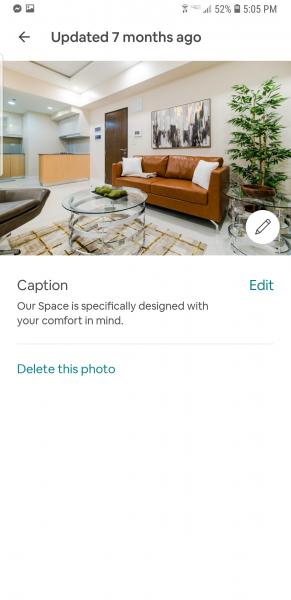 52% 5:05 PM
Updated 7 months ago
Caption
Edit
Our Space is specifically designed with
your comfort in mind.
Delete this photo